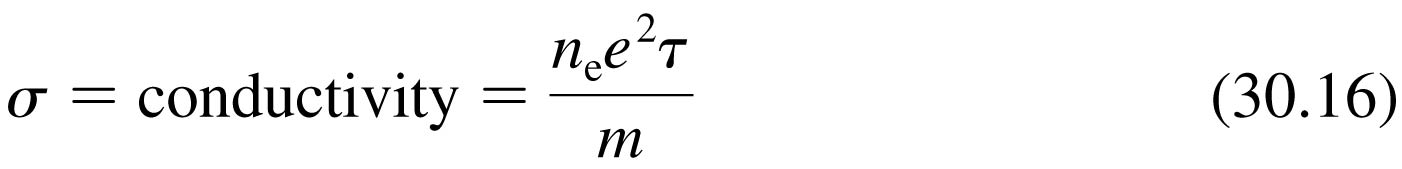 σ = conductivity = nₑe²τ / m (30.16)